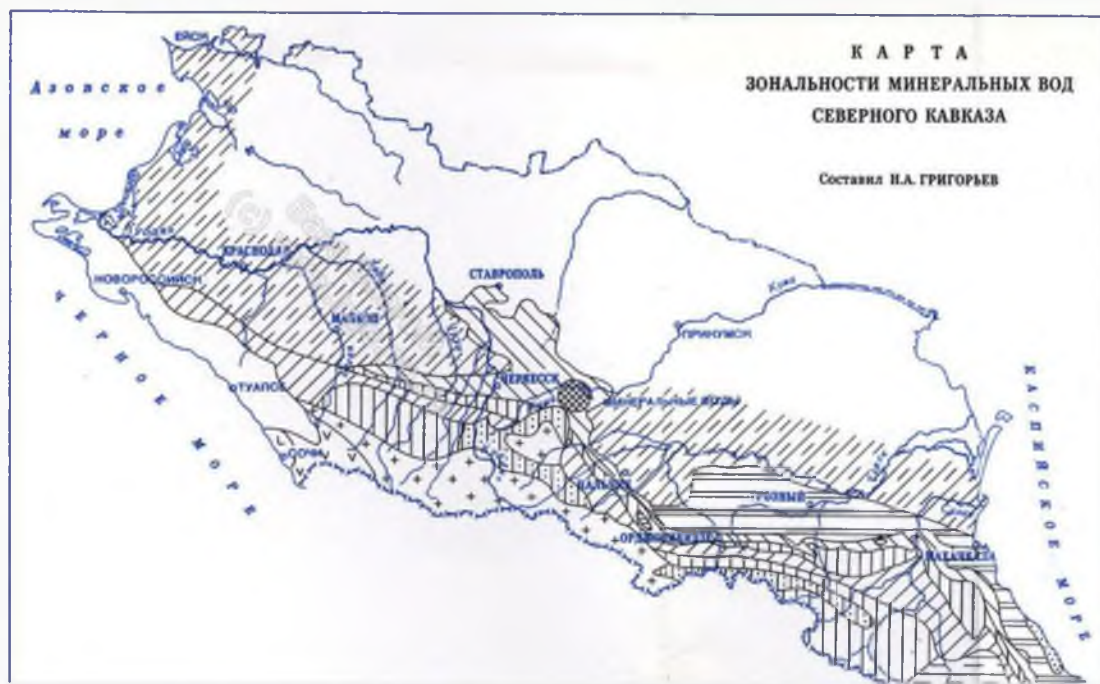 КАРТА
ЗОНАЛЬНОСТИ МИНЕРАЛЬНЫХ ВОД
СЕВЕРНОГО КАВКАЗА
Составил И.А. ГРИГОРЬЕВ
ЕЙСК
Азовское
море
КРАСНОДАР
НОВОРОССИЙСК
СТАВРОПОЛЬ
Кума
ПРИКУМСК
МАЙКОП
ТУАПСЕ
ЧЕРКЕССК
МИНЕРАЛЬНЫЕ ВОДЫ
ЧЕРНОЕ МОРЕ
СОЧИ
НАЛЬЧИК
ГРОЗНЫЙ
ОРДЖОНИКИДЗЕ
МАХАЧКАЛА
КАСПИЙСКОЕ МОРЕ